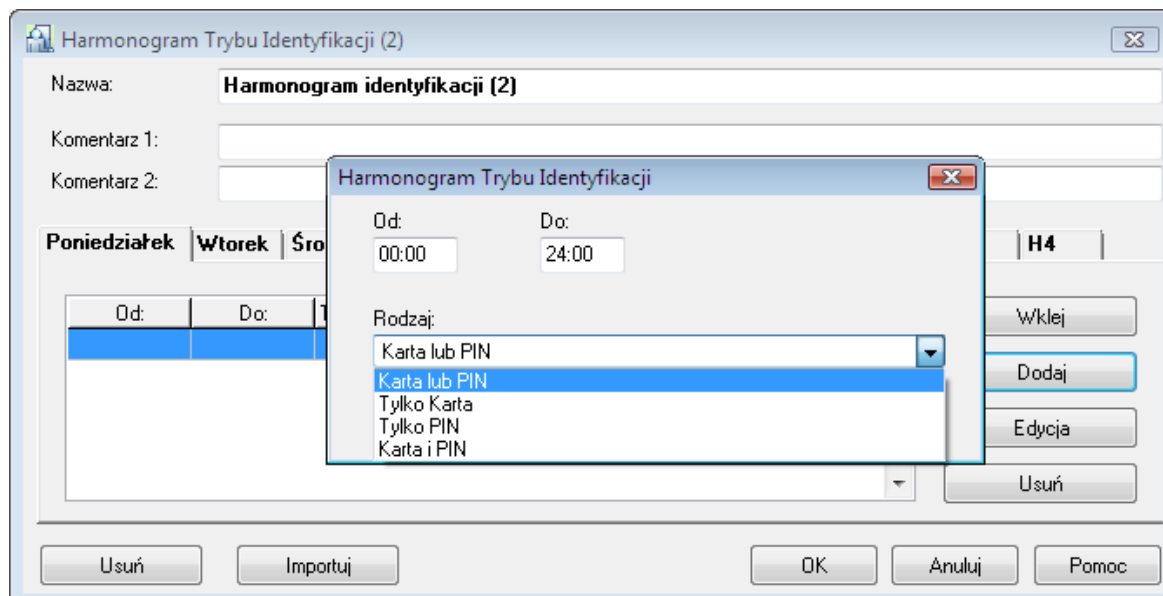 Harmonogram Trybu Identyfikacji (2)
Nazwa: Harmonogram identyfikacji (2)
Komentarz 1:
Komentarz 2:
Harmonogram Trybu Identyfikacji
Od: Do:
00:00 24:00
Rodzaj:
Karta lub PIN
Karta lub PIN
Tylko Karta
Tylko PIN
Karta i PIN
Poniedziałek Wtorek H4
Od: Do:
Wklej
Dodaj
Edycja
Usuń
Usuń Importuj OK Anuluj Pomoc